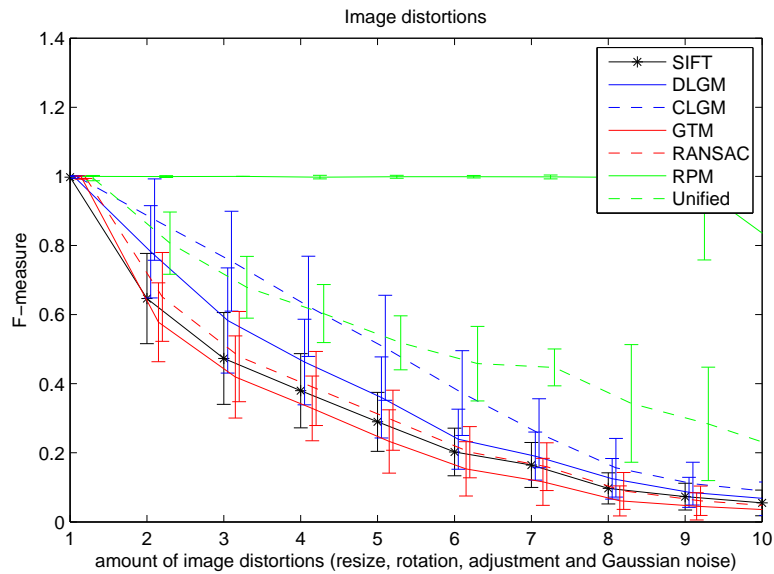 Image distortions
1.4
1.2
1
0.8
0.6
0.4
0.2
0
F-measure
SIFT
DLGM
CLGM
GTM
RANSAC
RPM
Unified
1 2 3 4 5 6 7 8 9 10
amount of image distortions (resize, rotation, adjustment and Gaussian noise)